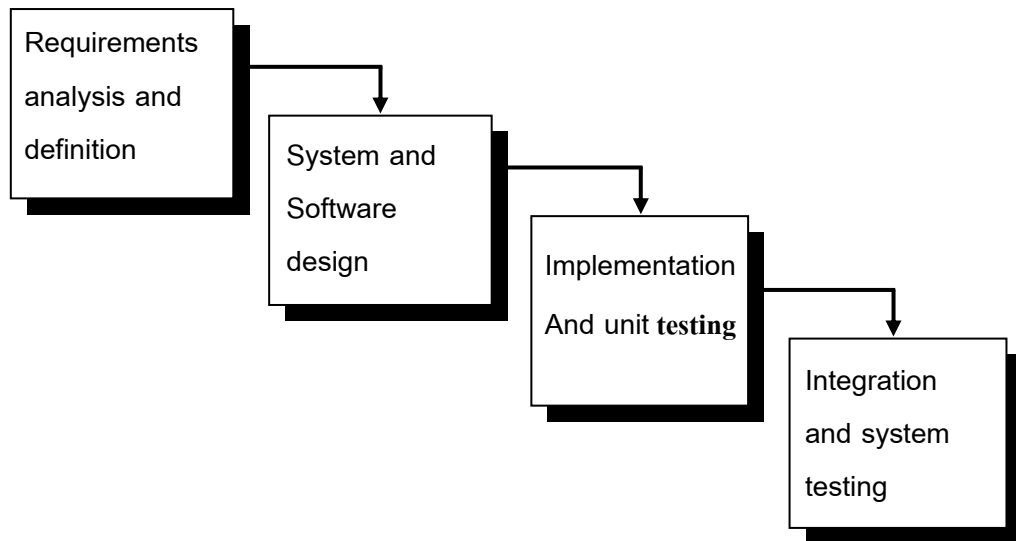 Requirements
analysis and
definition
System and
Software
design
Implementation
And unit testing
Integration
and system
testing